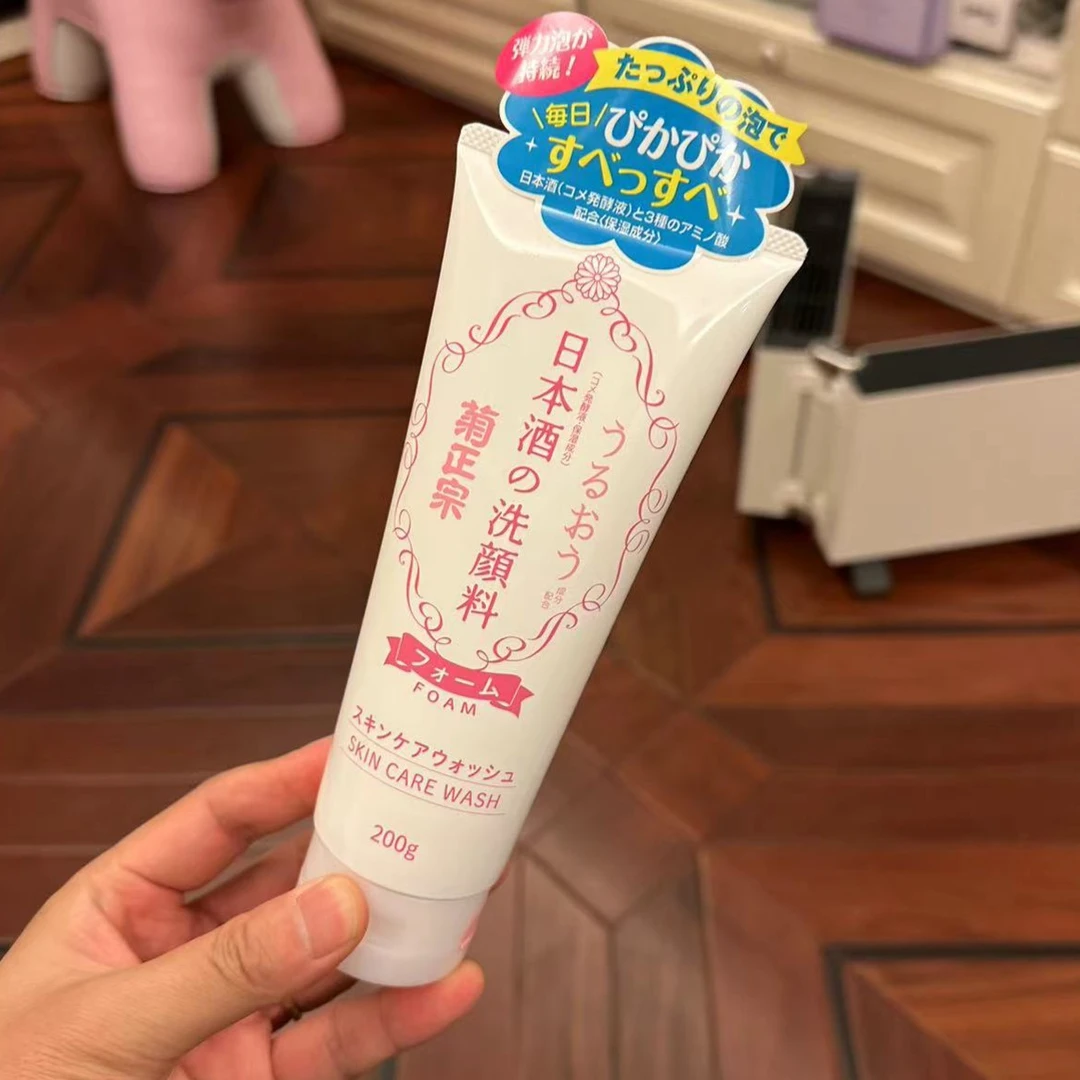 弾力泡が
持続！
たっぷりの泡で
\毎日/ぴかぴか
すべっすべ
日本酒(コメ発酵液)と3種のアミノ酸
配合〈保湿成分〉
うるおう
成分
配合
日本酒の洗顔料
(コメ発酵液・保湿成分)
菊正宗
フォーム
FOAM
スキンケアウォッシュ
SKIN CARE WASH
200g